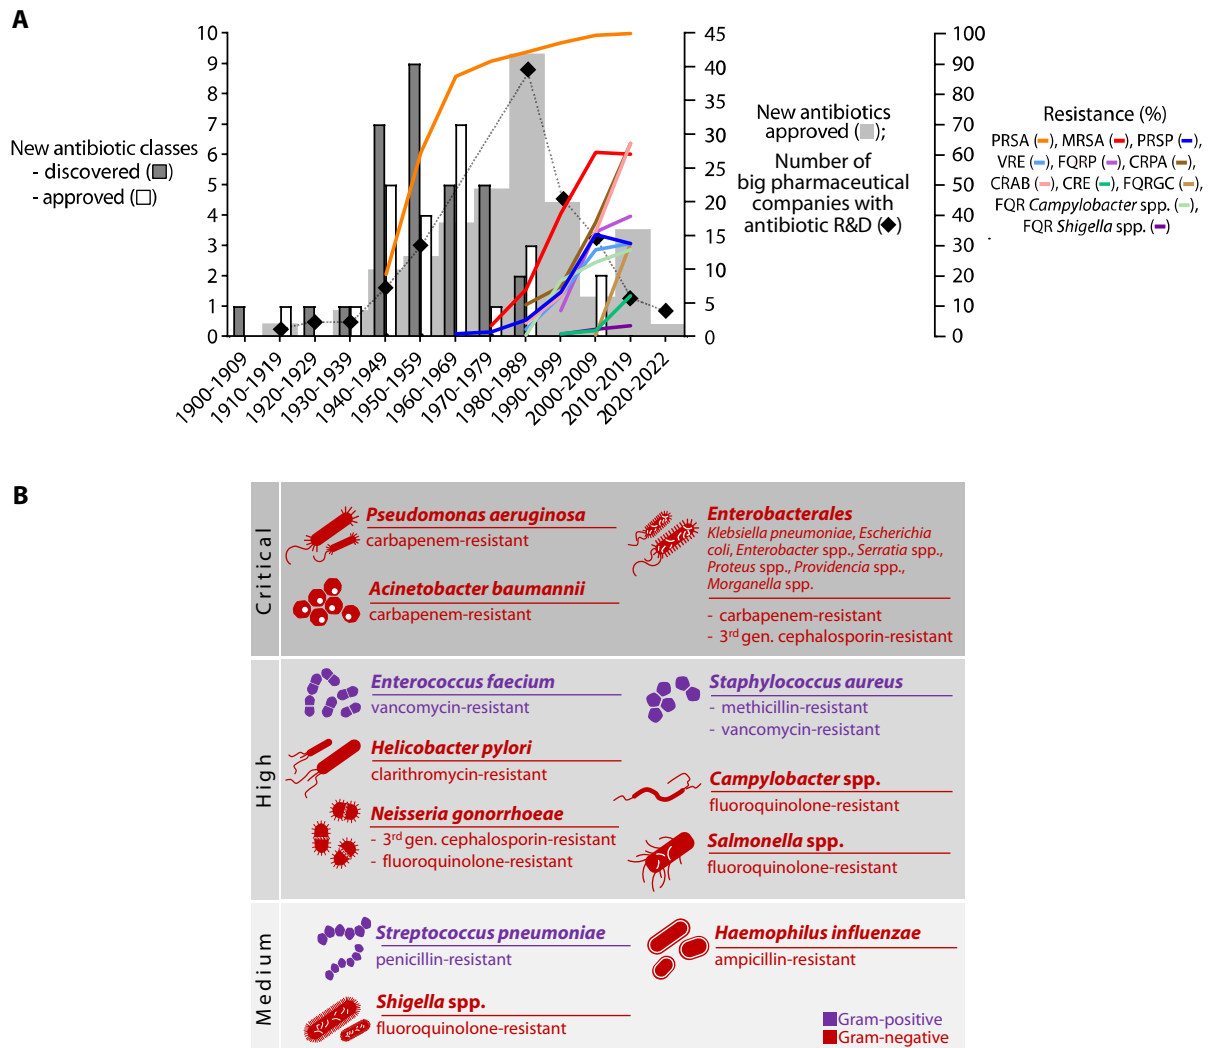 A
New antibiotic classes
- discovered ( )
- approved ( )
10
9
8
7
6
5
4
3
2
1
0
45
40
35
30
25
20
15
10
5
0
New antibiotics
approved ( );
Number of
big pharmaceutical
companies with
antibiotic R&D (◆)
100
90
80
70
60
50
40
30
20
10
0
Resistance (%)
PRSA (–), MRSA (–), PRSP (–),
VRE (–), FQRP (–), CRPA (–),
CRAB (–), CRE (–), FQRGC (–),
FQR Campylobacter spp. (–),
FQR Shigella spp. (–)
1900-1909
1910-1919
1920-1929
1930-1939
1940-1949
1950-1959
1960-1969
1970-1979
1980-1989
1990-1999
2000-2009
2010-2019
2020-2022
B
Critical
Pseudomonas aeruginosa
carbapenem-resistant
Acinetobacter baumannii
carbapenem-resistant
Enterobacterales
Klebsiella pneumoniae, Escherichia
coli, Enterobacter spp., Serratia spp.,
Proteus spp., Providencia spp.,
Morganella spp.
- carbapenem-resistant
- 3rd gen. cephalosporin-resistant
High
Enterococcus faecium
vancomycin-resistant
Helicobacter pylori
clarithromycin-resistant
Neisseria gonorrhoeae
- 3rd gen. cephalosporin-resistant
- fluoroquinolone-resistant
Staphylococcus aureus
- methicillin-resistant
- vancomycin-resistant
Campylobacter spp.
fluoroquinolone-resistant
Salmonella spp.
fluoroquinolone-resistant
Medium
Streptococcus pneumoniae
penicillin-resistant
Shigella spp.
fluoroquinolone-resistant
Haemophilus influenzae
ampicillin-resistant
Gram-positive
Gram-negative